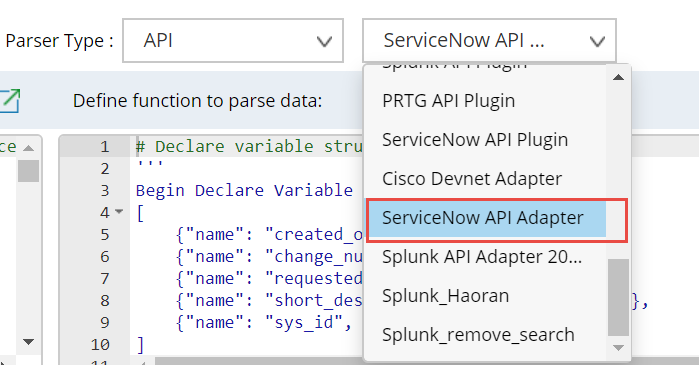 Parser Type :
API
ServiceNow API ...
Splunk API Plugin
Define function to parse data:
PRTG API Plugin
ServiceNow API Plugin
Cisco Devnet Adapter
ServiceNow API Adapter
Splunk API Adapter 20...
Splunk_Haoran
Splunk_remove_search
ce
1 # Declare variable stru
2 '''
3 Begin Declare Variable
4 [
5 {"name": "created_o
6 {"name": "change_nu
7 {"name": "requested
8 {"name": "short_des },
9 {"name": "sys_id",
10 ]
11